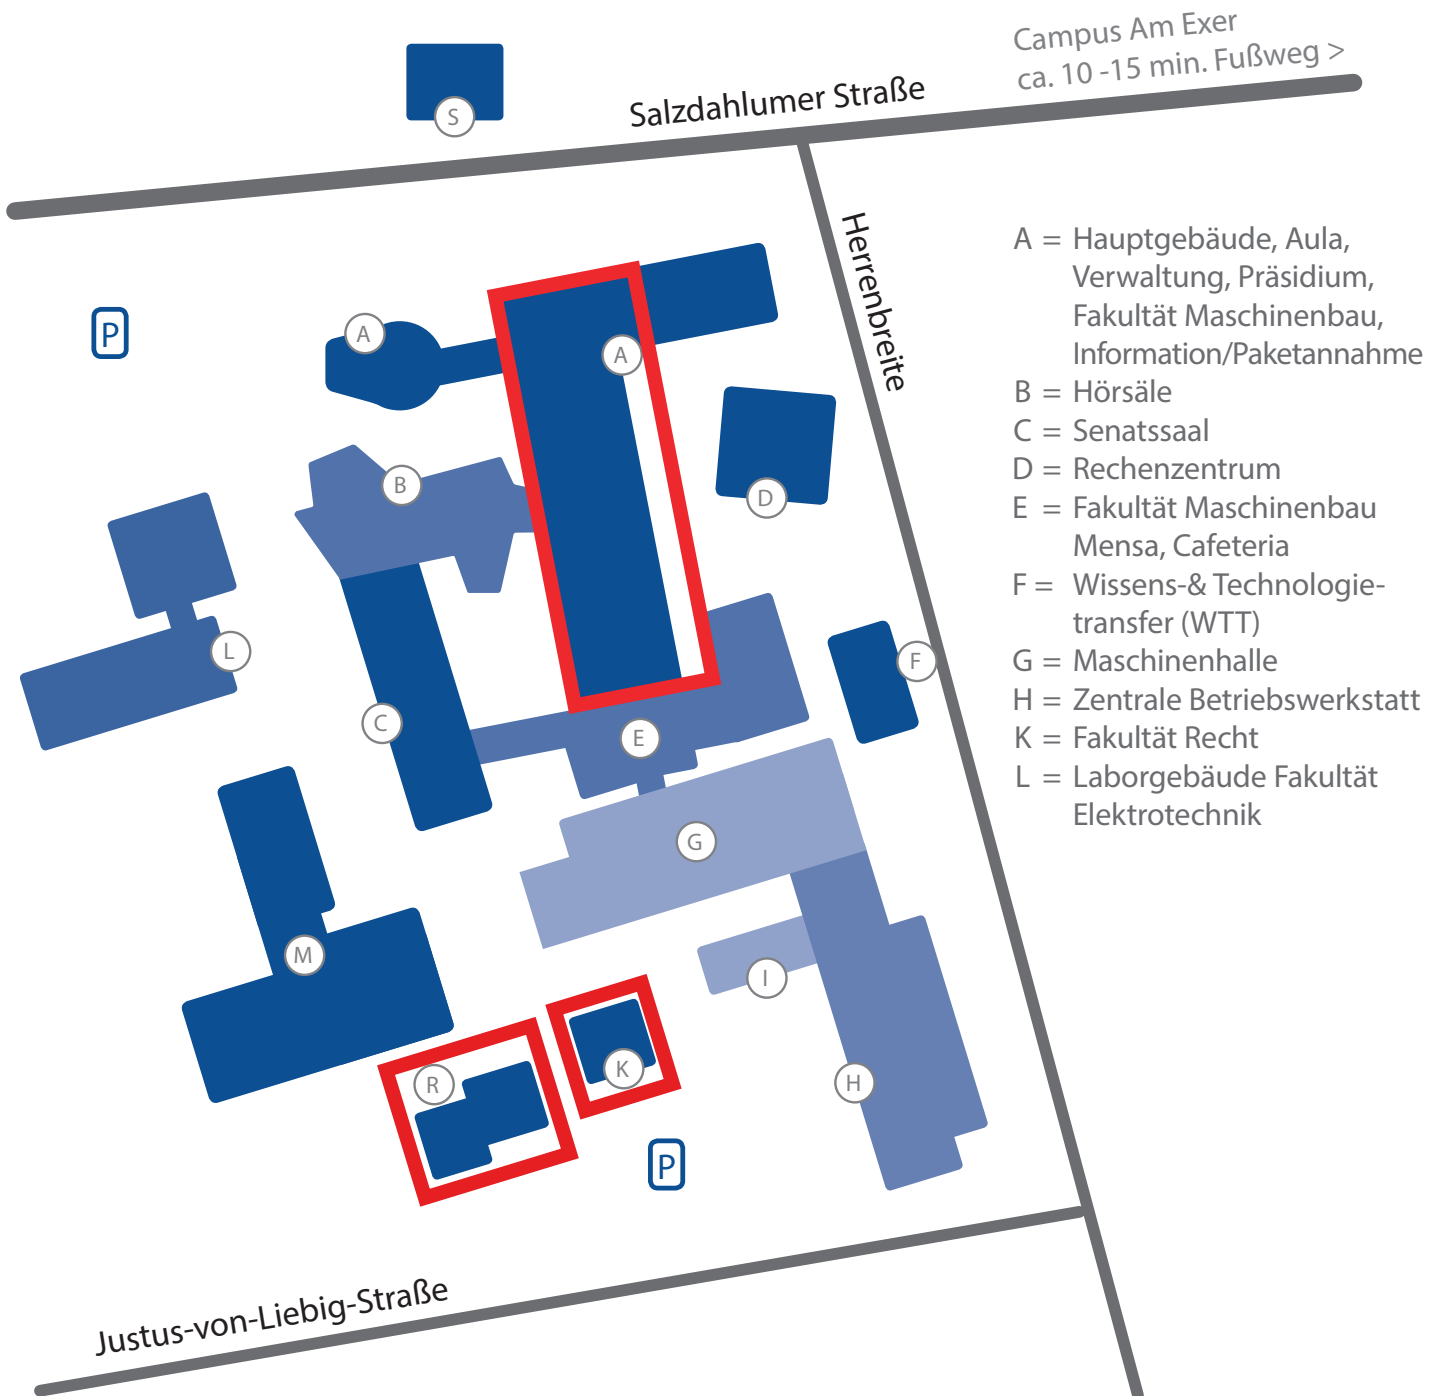 Campus Am Exer
ca. 10 -15 min. Fußweg >
Salzdahlumer Straße
S
Herrenbreite
A = Hauptgebäude, Aula,
Verwaltung, Präsidium,
Fakultät Maschinenbau,
Information/Paketannahme
B = Hörsäle
C = Senatssaal
D = Rechenzentrum
E = Fakultät Maschinenbau
Mensa, Cafeteria
F = Wissens-& Technologie-
transfer (WTT)
G = Maschinenhalle
H = Zentrale Betriebswerkstatt
K = Fakultät Recht
L = Laborgebäude Fakultät
Elektrotechnik
P
A
A
B
D
L
F
C
E
G
M
I
K
R
H
P
Justus-von-Liebig-Straße